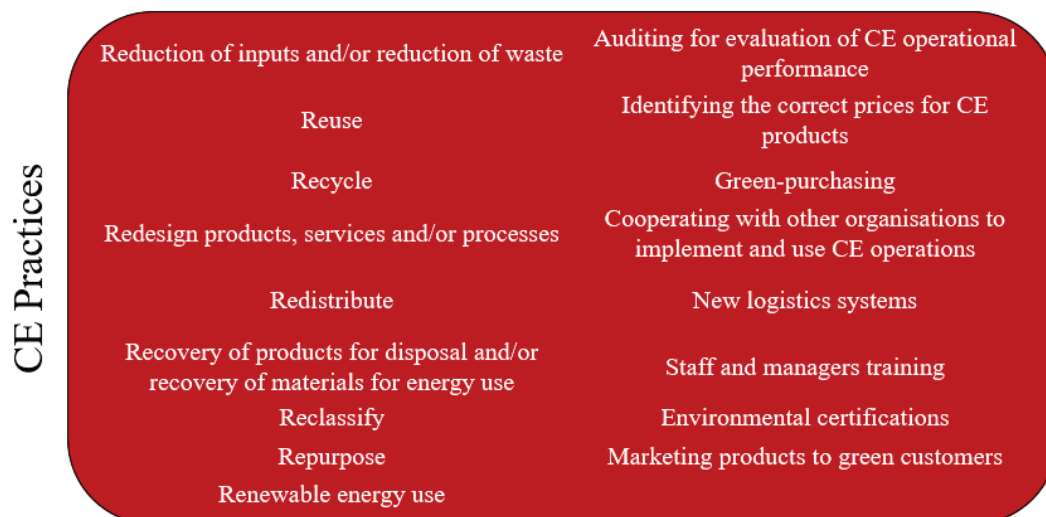 CE Practices
Reduction of inputs and/or reduction of waste
Reuse
Recycle
Redesign products, services and/or processes
Redistribute
Recovery of products for disposal and/or
recovery of materials for energy use
Reclassify
Repurpose
Renewable energy use
Auditing for evaluation of CE operational
performance
Identifying the correct prices for CE
products
Green-purchasing
Cooperating with other organisations to
implement and use CE operations
New logistics systems
Staff and managers training
Environmental certifications
Marketing products to green customers